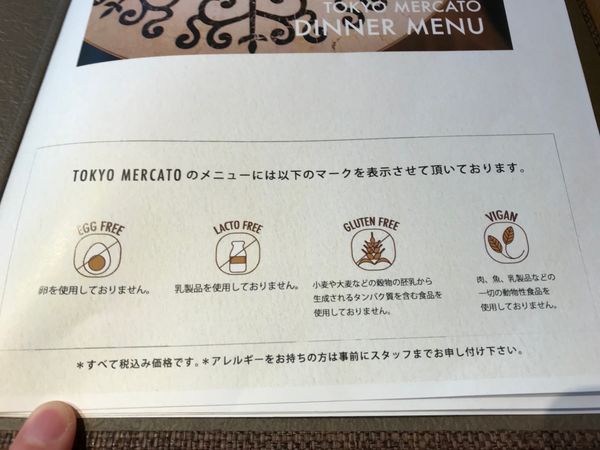 TOKYO MERCATO
DINNER MENU
TOKYO MERCATO のメニューには以下のマークを表示させて頂いております。
EGG FREE
卵を使用しておりません。
LACTO FREE
乳製品を使用しておりません。
GLUTEN FREE
小麦や大麦などの穀物の胚乳から
生成されるタンパク質を含む食品を
使用しておりません。
VIGAN
肉、魚、乳製品などの
一切の動物性食品を
使用しておりません。
*すべて税込み価格です。*アレルギーをお持ちの方は事前にスタッフまでお申し付け下さい。